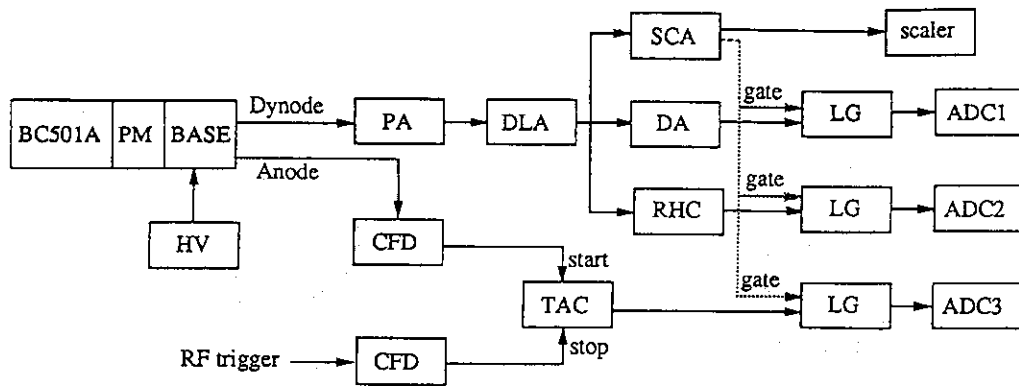 SCA
scaler
gate
Dynode
BC501A PM BASE
PA
DLA
DA
LG
ADC1
Anode
gate
HV
CFD
RHC
LG
ADC2
start
gate
TAC
LG
ADC3
RF trigger
CFD
stop